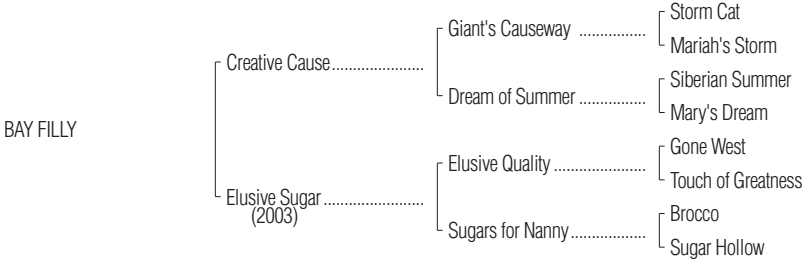 Storm Cat
Giant's Causeway ................
Mariah's Storm
Creative Cause......................
Siberian Summer
Dream of Summer ................
Mary's Dream
BAY FILLY
Gone West
Elusive Quality ......................
Touch of Greatness
Elusive Sugar ........................
(2003)
Brocco
Sugars for Nanny..................
Sugar Hollow